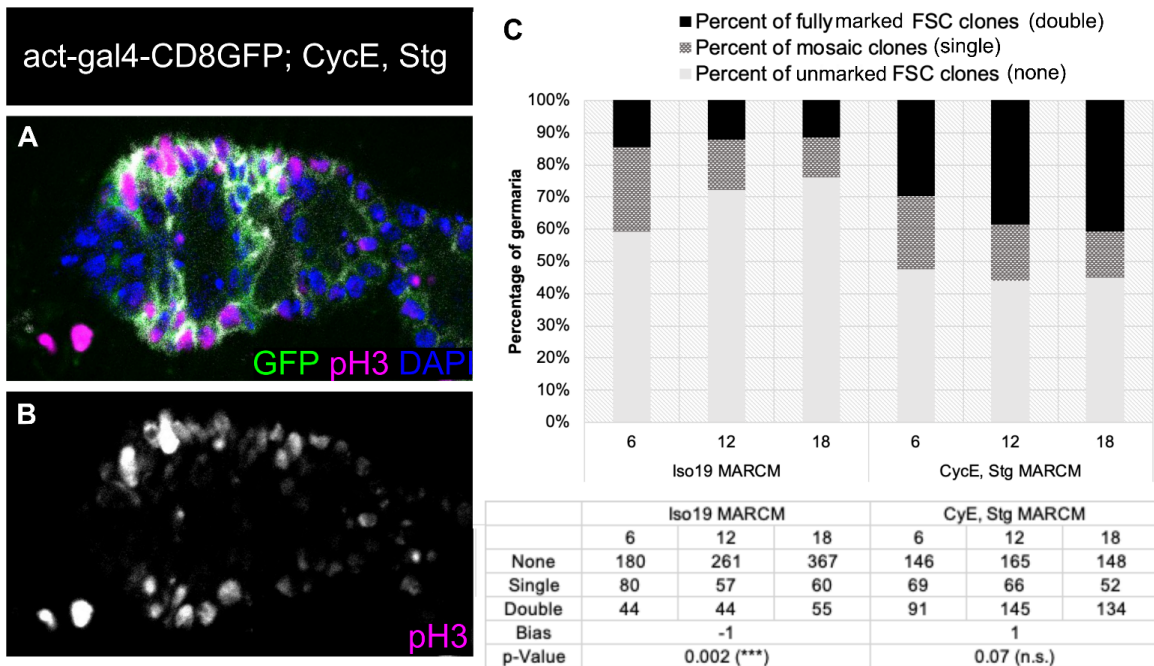 act-gal4-CD8GFP; CycE, Stg
A
GFP pH3 DAPI
B
pH3
C
Percent of fully marked FSC clones (double)
Percent of mosaic clones (single)
Percent of unmarked FSC clones (none)
Percentage of germaria
100%
90%
80%
70%
60%
50%
40%
30%
20%
10%
0%
6 12 18 6 12 18
Iso19 MARCM CycE, Stg MARCM
Iso19 MARCM CyE, Stg MARCM
6 12 18 6 12 18
None 180 261 367 146 165 148
Single 80 57 60 69 66 52
Double 44 44 55 91 145 134
Bias -1 1
p-Value 0.002 (***) 0.07 (n.s.)